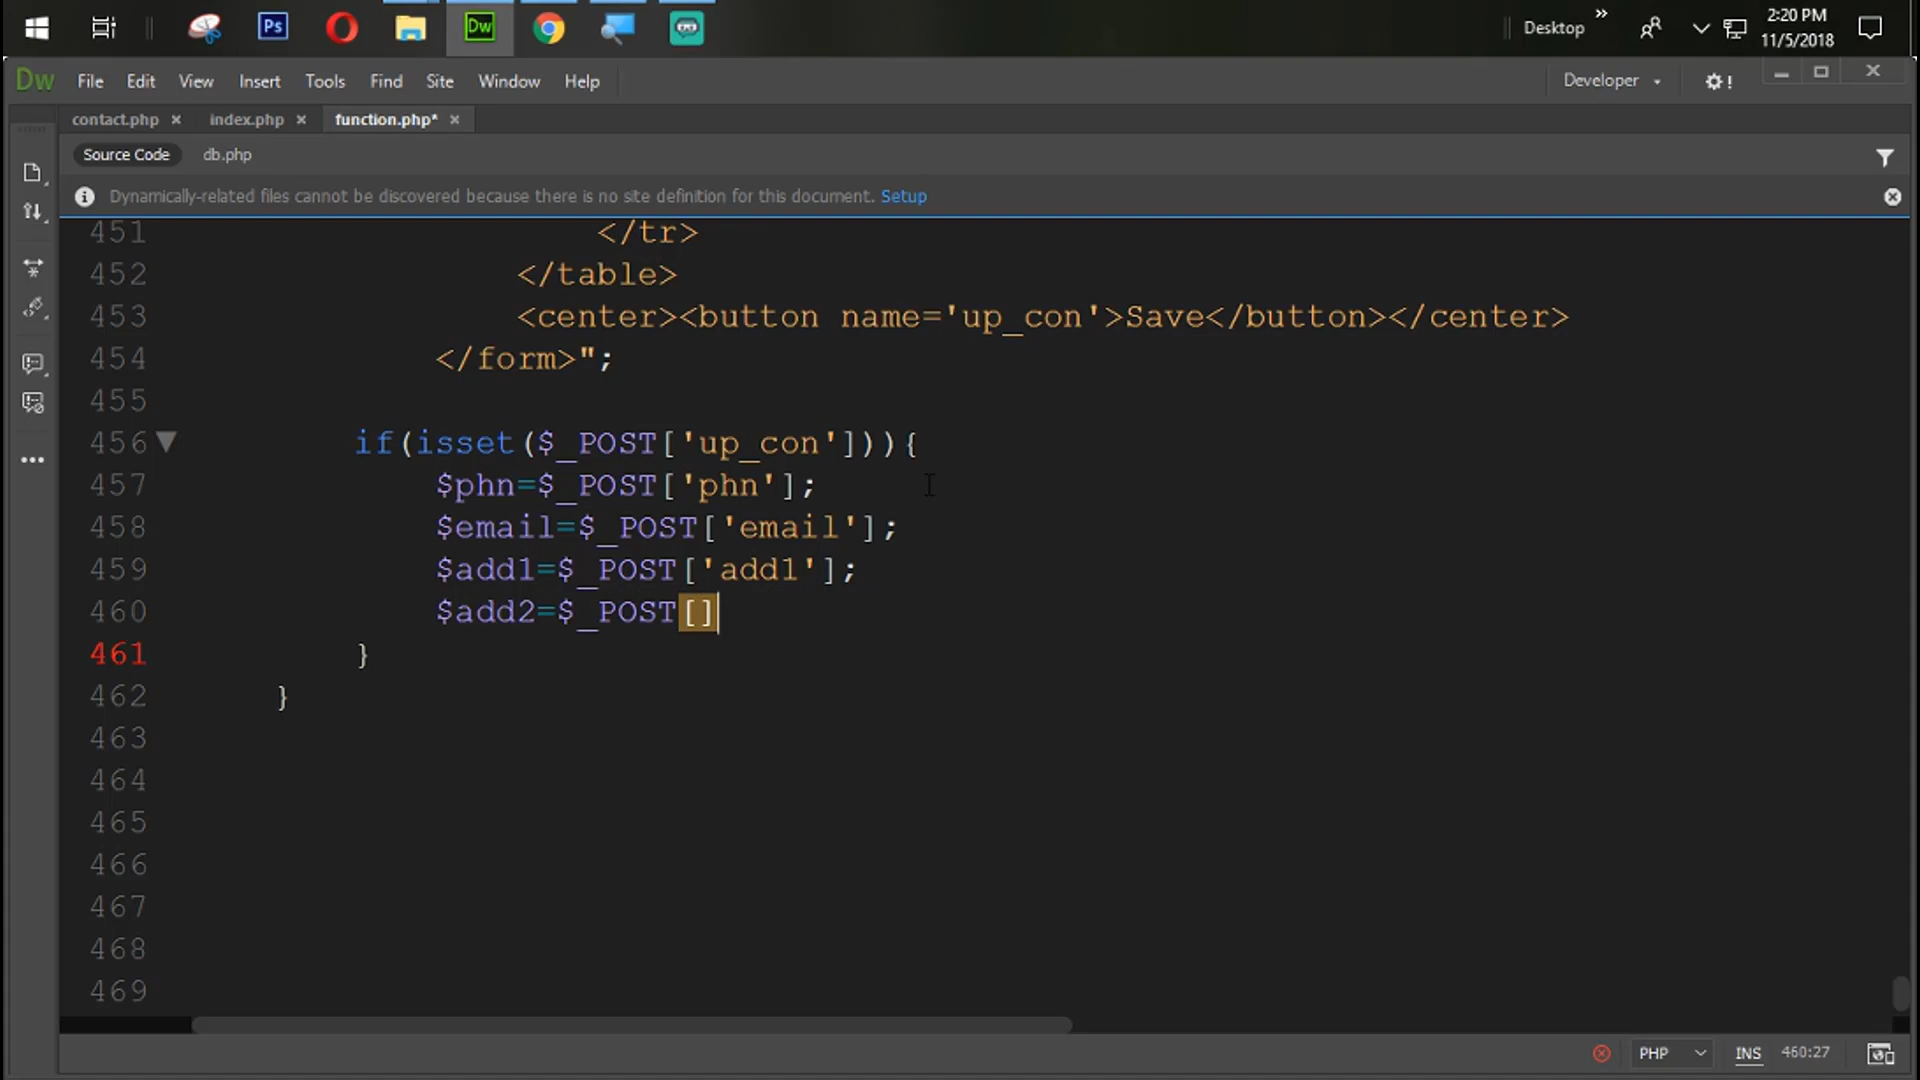 Ps
Dw
Desktop
»
2:20 PM
11/5/2018
Dw File Edit View Insert Tools Find Site Window Help
Developer
!
contact.php × index.php × function.php* ×
Source Code db.php
Dynamically-related files cannot be discovered because there is no site definition for this document. Setup
451 </tr>
452 </table>
453 <center><button name='up_con'>Save</button></center>
454 </form>";
455
456 if(isset($_POST['up_con'])){
457 $phn=$_POST['phn'];
458 $email=$_POST['email'];
459 $add1=$_POST['add1'];
460 $add2=$_POST[]
461 }
462 }
463
464
465
466
467
468
469
PHP INS 460:27